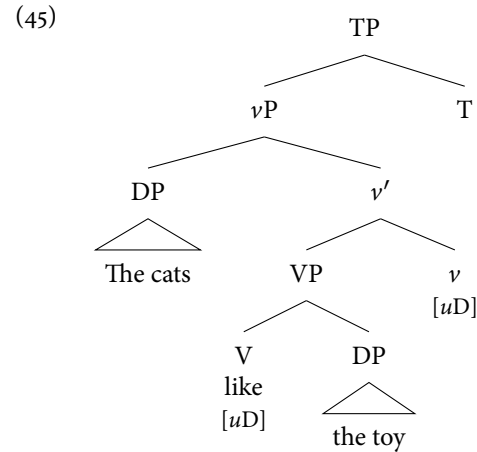 (45) TP
vP T
DP v′
The cats VP v
[uD]
V DP
like
[uD] the toy